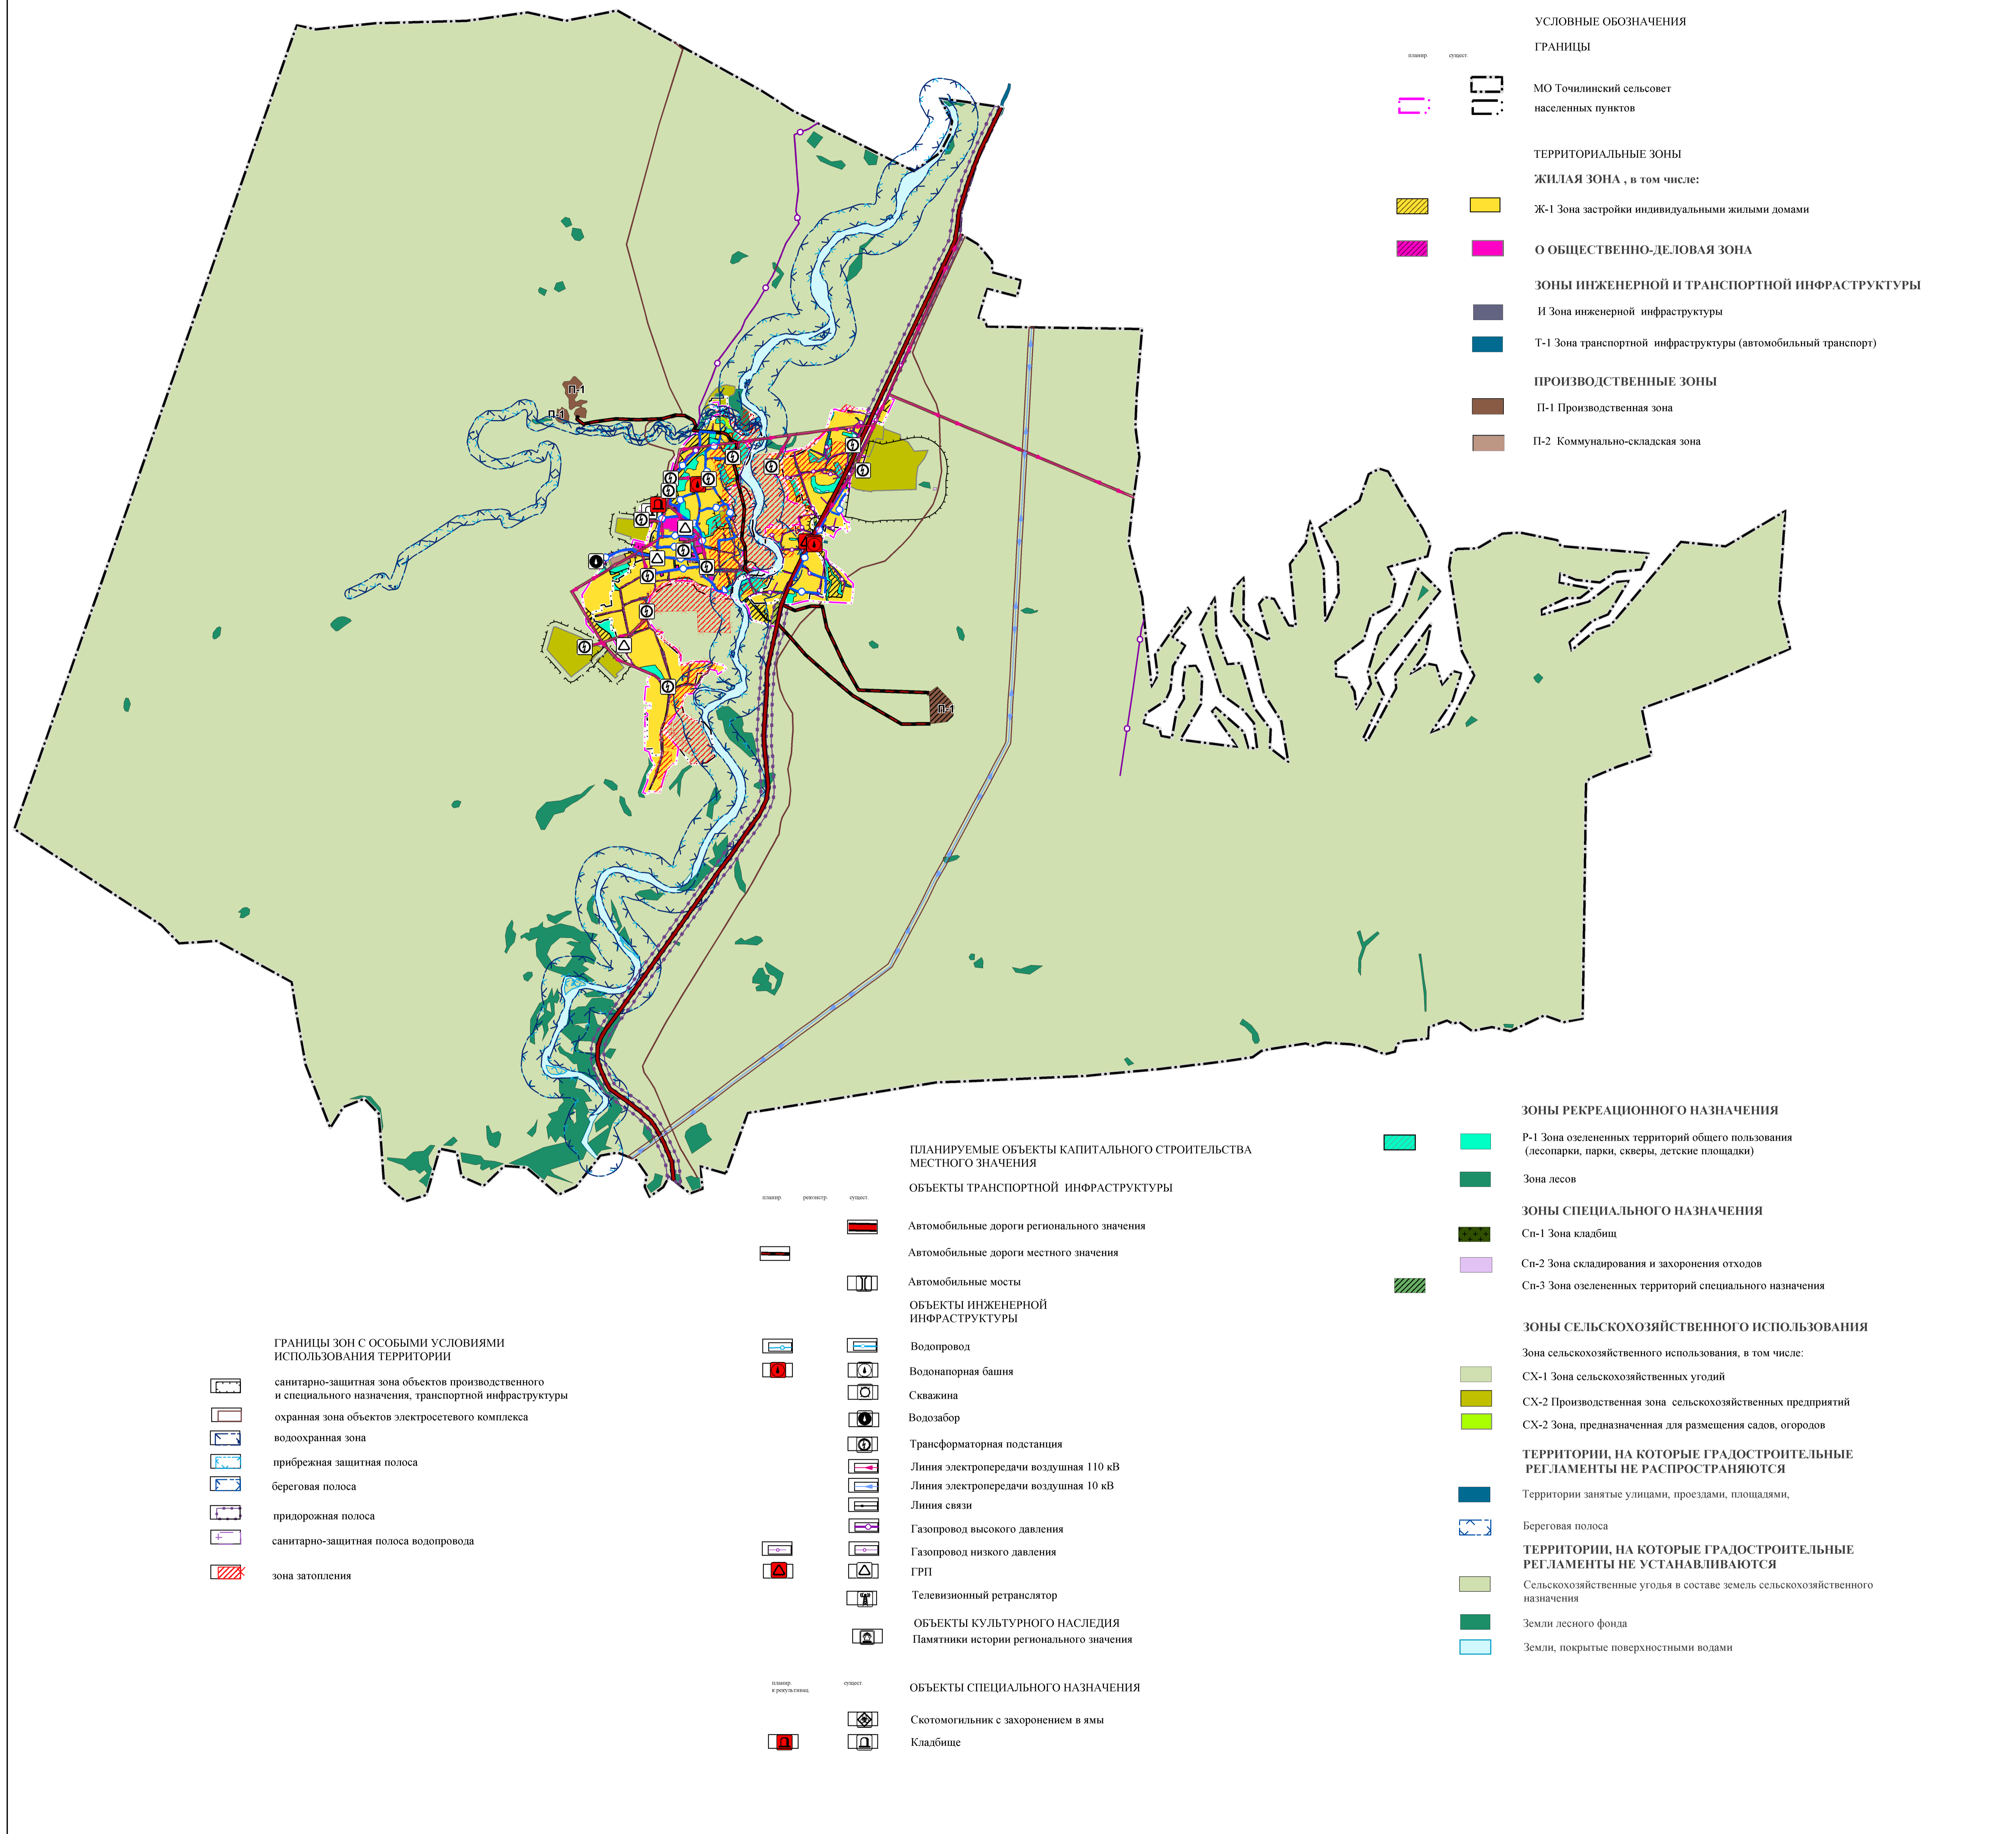 УСЛОВНЫЕ ОБОЗНАЧЕНИЯ
ГРАНИЦЫ
планир. сущест.
МО Точилинский сельсовет
населенных пунктов
ТЕРРИТОРИАЛЬНЫЕ ЗОНЫ
ЖИЛАЯ ЗОНА , в том числе:
Ж-1 Зона застройки индивидуальными жилыми домами
О ОБЩЕСТВЕННО-ДЕЛОВАЯ ЗОНА
ЗОНЫ ИНЖЕНЕРНОЙ И ТРАНСПОРТНОЙ ИНФРАСТРУКТУРЫ
И Зона инженерной инфраструктуры
Т-1 Зона транспортной инфраструктуры (автомобильный транспорт)
ПРОИЗВОДСТВЕННЫЕ ЗОНЫ
П-1 Производственная зона
П-2 Коммунально-складская зона
П-1
П-1
П-1
ЗОНЫ РЕКРЕАЦИОННОГО НАЗНАЧЕНИЯ
Р-1 Зона озелененных территорий общего пользования
(лесопарки, парки, скверы, детские площадки)
Зона лесов
ЗОНЫ СПЕЦИАЛЬНОГО НАЗНАЧЕНИЯ
Сп-1 Зона кладбищ
Сп-2 Зона складирования и захоронения отходов
Сп-3 Зона озелененных территорий специального назначения
ЗОНЫ СЕЛЬСКОХОЗЯЙСТВЕННОГО ИСПОЛЬЗОВАНИЯ
Зона сельскохозяйственного использования, в том числе:
СХ-1 Зона сельскохозяйственных угодий
СХ-2 Производственная зона сельскохозяйственных предприятий
СХ-2 Зона, предназначенная для размещения садов, огородов
ТЕРРИТОРИИ, НА КОТОРЫЕ ГРАДОСТРОИТЕЛЬНЫЕ
РЕГЛАМЕНТЫ НЕ РАСПРОСТРАНЯЮТСЯ
Территории занятые улицами, проездами, площадями,
Береговая полоса
ТЕРРИТОРИИ, НА КОТОРЫЕ ГРАДОСТРОИТЕЛЬНЫЕ
РЕГЛАМЕНТЫ НЕ УСТАНАВЛИВАЮТСЯ
Сельскохозяйственные угодья в составе земель сельскохозяйственного
назначения
Земли лесного фонда
Земли, покрытые поверхностными водами
ПЛАНИРУЕМЫЕ ОБЪЕКТЫ КАПИТАЛЬНОГО СТРОИТЕЛЬСТВА
МЕСТНОГО ЗНАЧЕНИЯ
ОБЪЕКТЫ ТРАНСПОРТНОЙ ИНФРАСТРУКТУРЫ
планир. реконстр. сущест.
Автомобильные дороги регионального значения
Автомобильные дороги местного значения
Автомобильные мосты
ОБЪЕКТЫ ИНЖЕНЕРНОЙ
ИНФРАСТРУКТУРЫ
Водопровод
Водонапорная башня
Скважина
Водозабор
Трансформаторная подстанция
Линия электропередачи воздушная 110 кВ
Линия электропередачи воздушная 10 кВ
Линия связи
Газопровод высокого давления
Газопровод низкого давления
ГРП
Телевизионный ретранслятор
ОБЪЕКТЫ КУЛЬТУРНОГО НАСЛЕДИЯ
Памятники истории регионального значения
планир. сущест.
к рекультивац.
ОБЪЕКТЫ СПЕЦИАЛЬНОГО НАЗНАЧЕНИЯ
Скотомогильник с захоронением в ямы
Кладбище
ГРАНИЦЫ ЗОН С ОСОБЫМИ УСЛОВИЯМИ
ИСПОЛЬЗОВАНИЯ ТЕРРИТОРИИ
санитарно-защитная зона объектов производственного
и специального назначения, транспортной инфраструктуры
охранная зона объектов электросетевого комплекса
водоохранная зона
прибрежная защитная полоса
береговая полоса
придорожная полоса
санитарно-защитная полоса водопровода
зона затопления